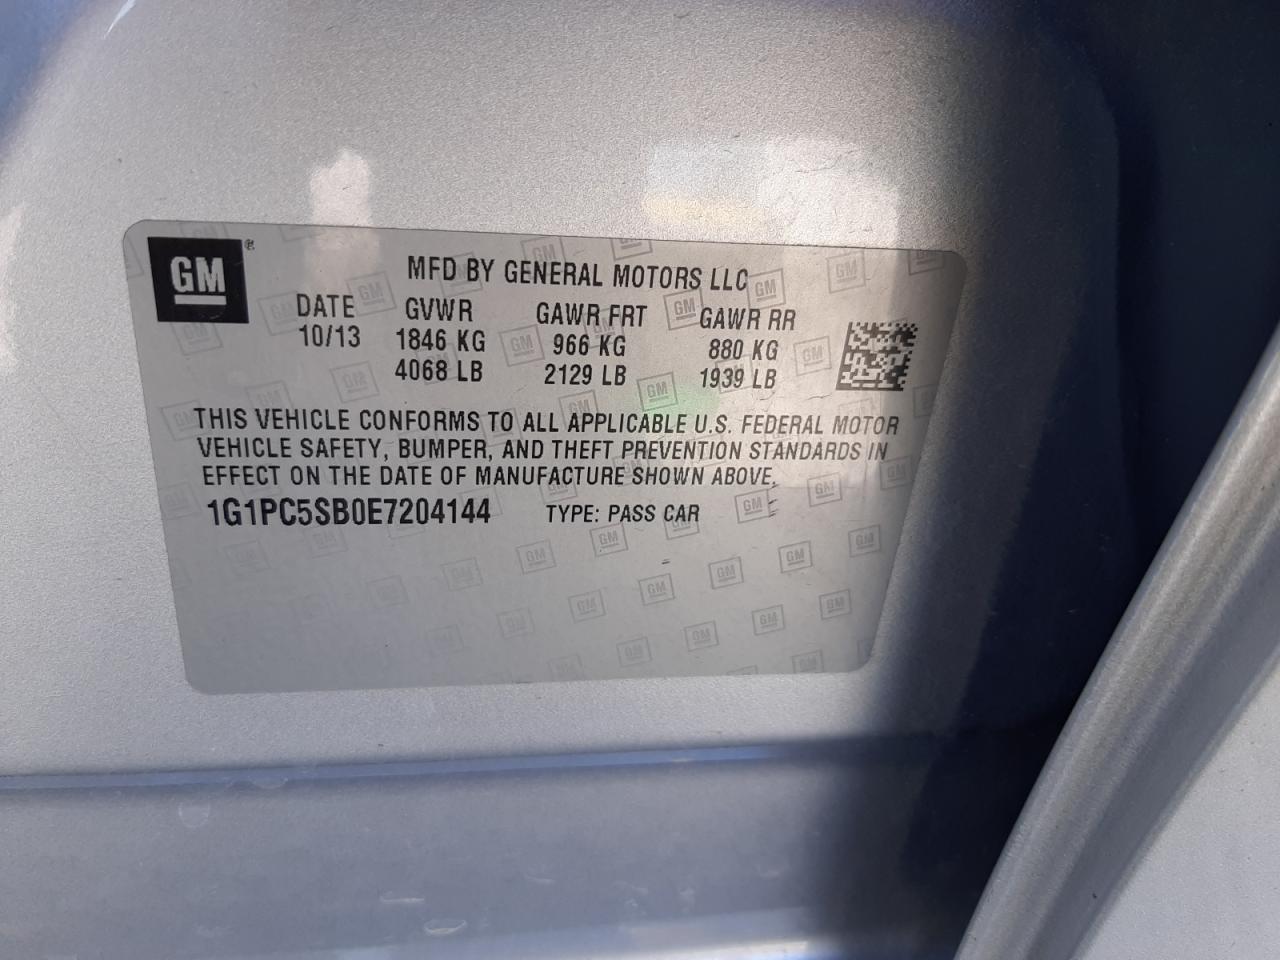 GM
MFD BY GENERAL MOTORS LLC
DATE GVWR GAWR FRT GAWR RR
10/13 1846 KG 966 KG 880 KG
4068 LB 2129 LB 1939 LB
THIS VEHICLE CONFORMS TO ALL APPLICABLE U.S. FEDERAL MOTOR
VEHICLE SAFETY, BUMPER, AND THEFT PREVENTION STANDARDS IN
EFFECT ON THE DATE OF MANUFACTURE SHOWN ABOVE.
1G1PC5SB0E7204144 TYPE: PASS CAR